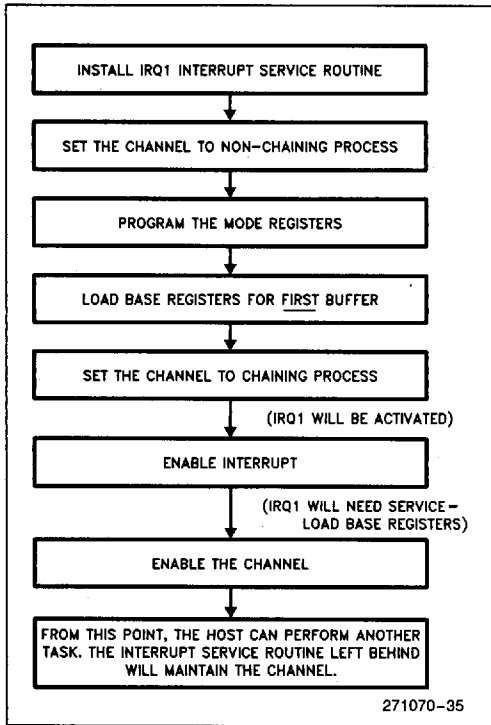 INSTALL IRQ1 INTERRUPT SERVICE ROUTINE
SET THE CHANNEL TO NON-CHAINING PROCESS
PROGRAM THE MODE REGISTERS
LOAD BASE REGISTERS FOR FIRST BUFFER
SET THE CHANNEL TO CHAINING PROCESS
(IRQ1 WILL BE ACTIVATED)
ENABLE INTERRUPT
(IRQ1 WILL NEED SERVICE-
LOAD BASE REGISTERS)
ENABLE THE CHANNEL
FROM THIS POINT, THE HOST CAN PERFORM ANOTHER
TASK. THE INTERRUPT SERVICE ROUTINE LEFT BEHIND
WILL MAINTAIN THE CHANNEL.
271070-35